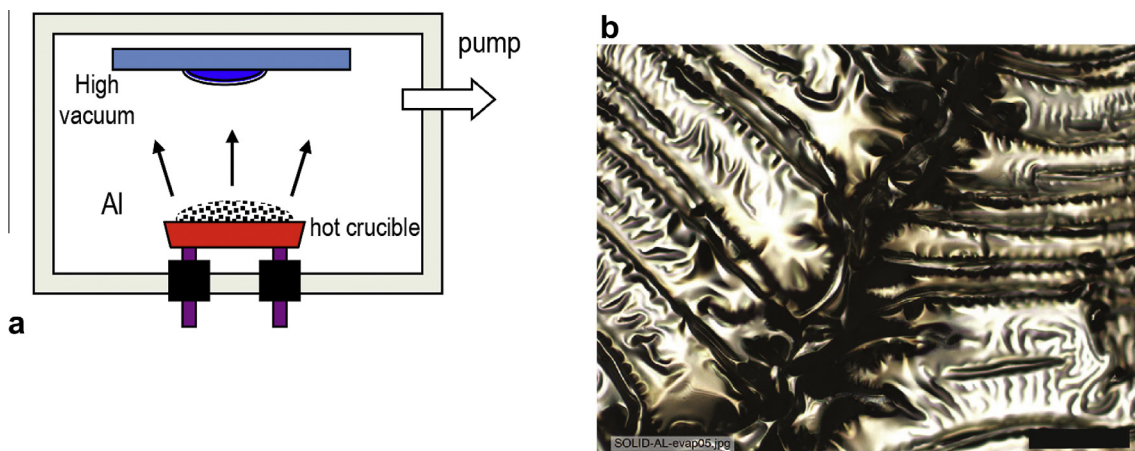 a
High
vacuum
pump
Al
hot crucible
b
SOLID-AL-evap05.jpg